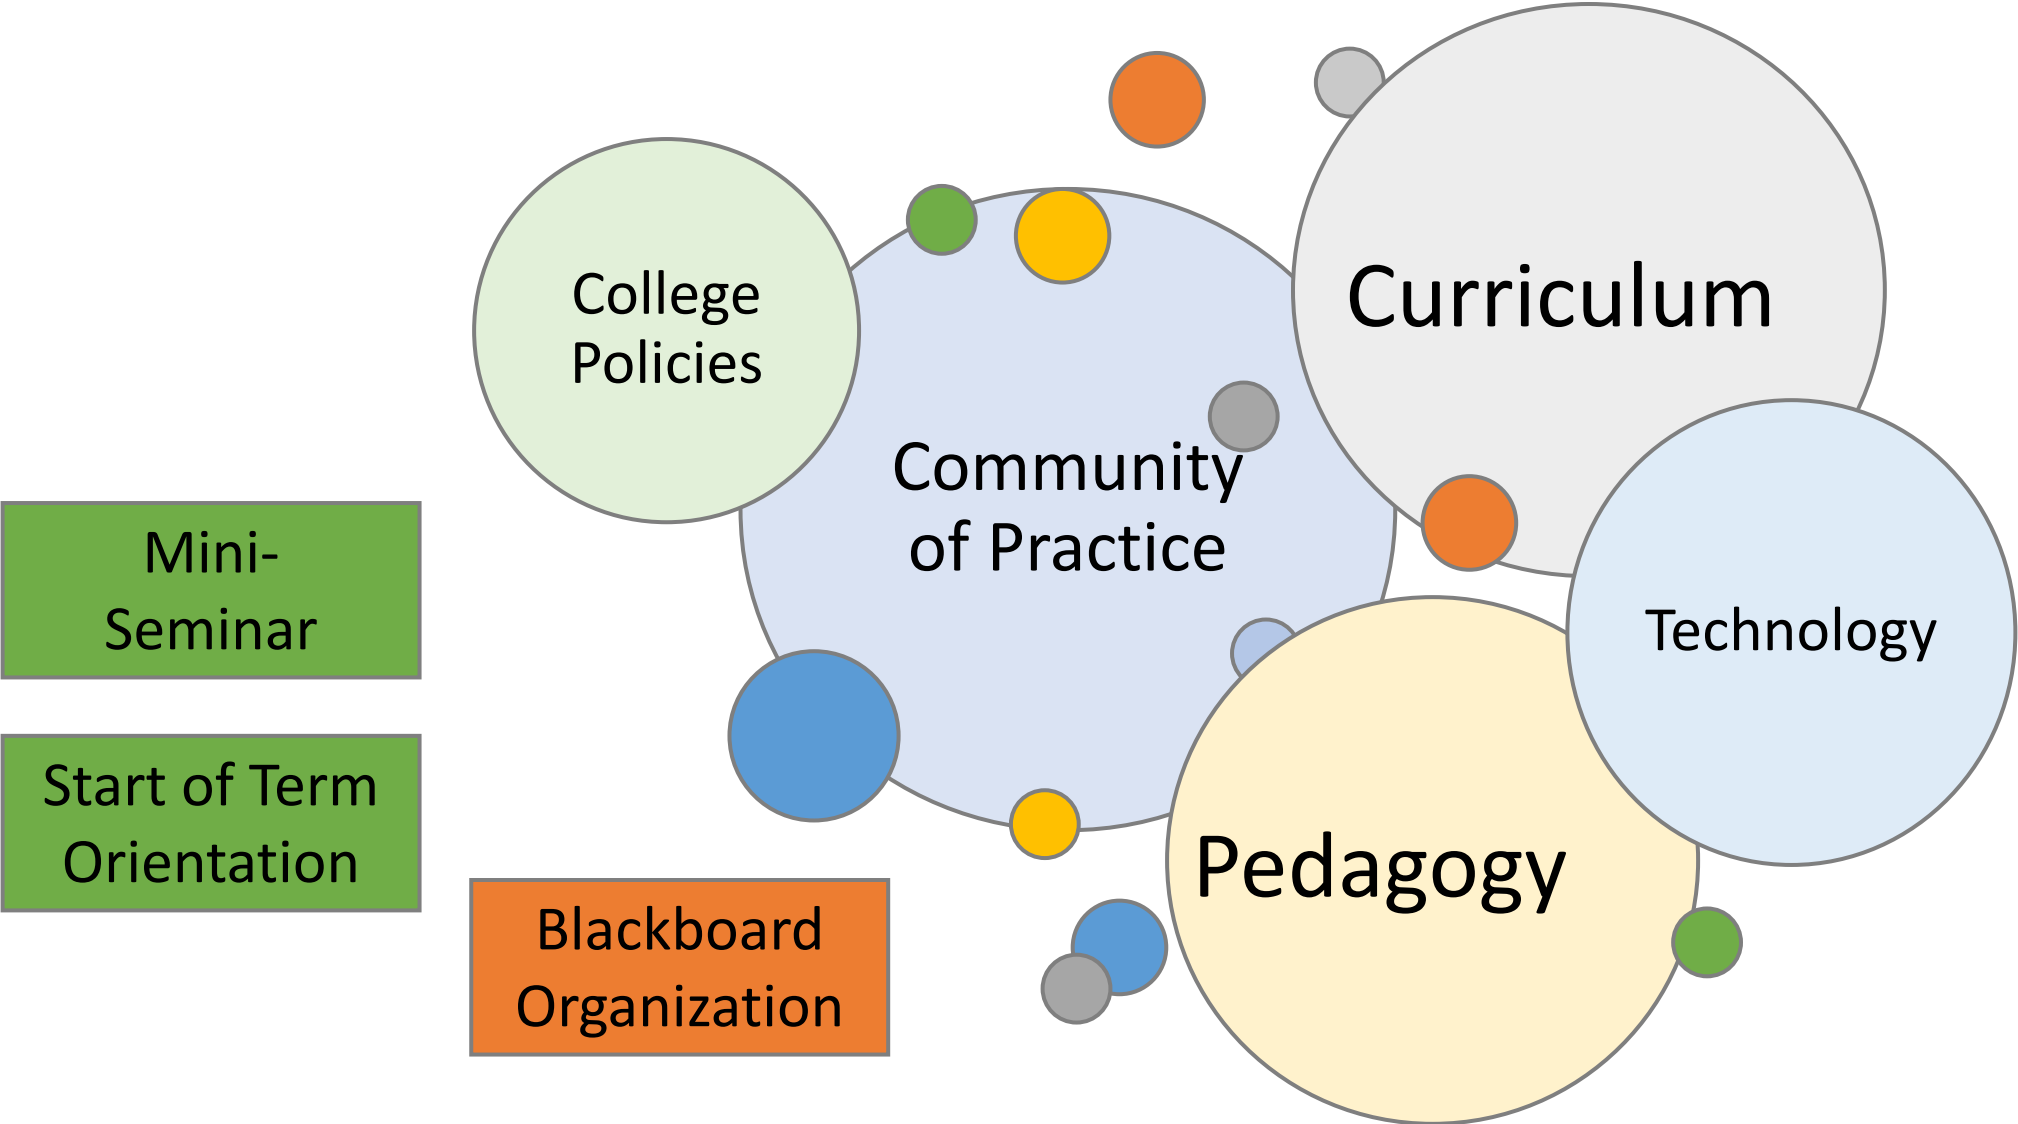 College
Policies
Curriculum
Community
of Practice
Mini-
Seminar
Technology
Start of Term
Orientation
Pedagogy
Blackboard
Organization